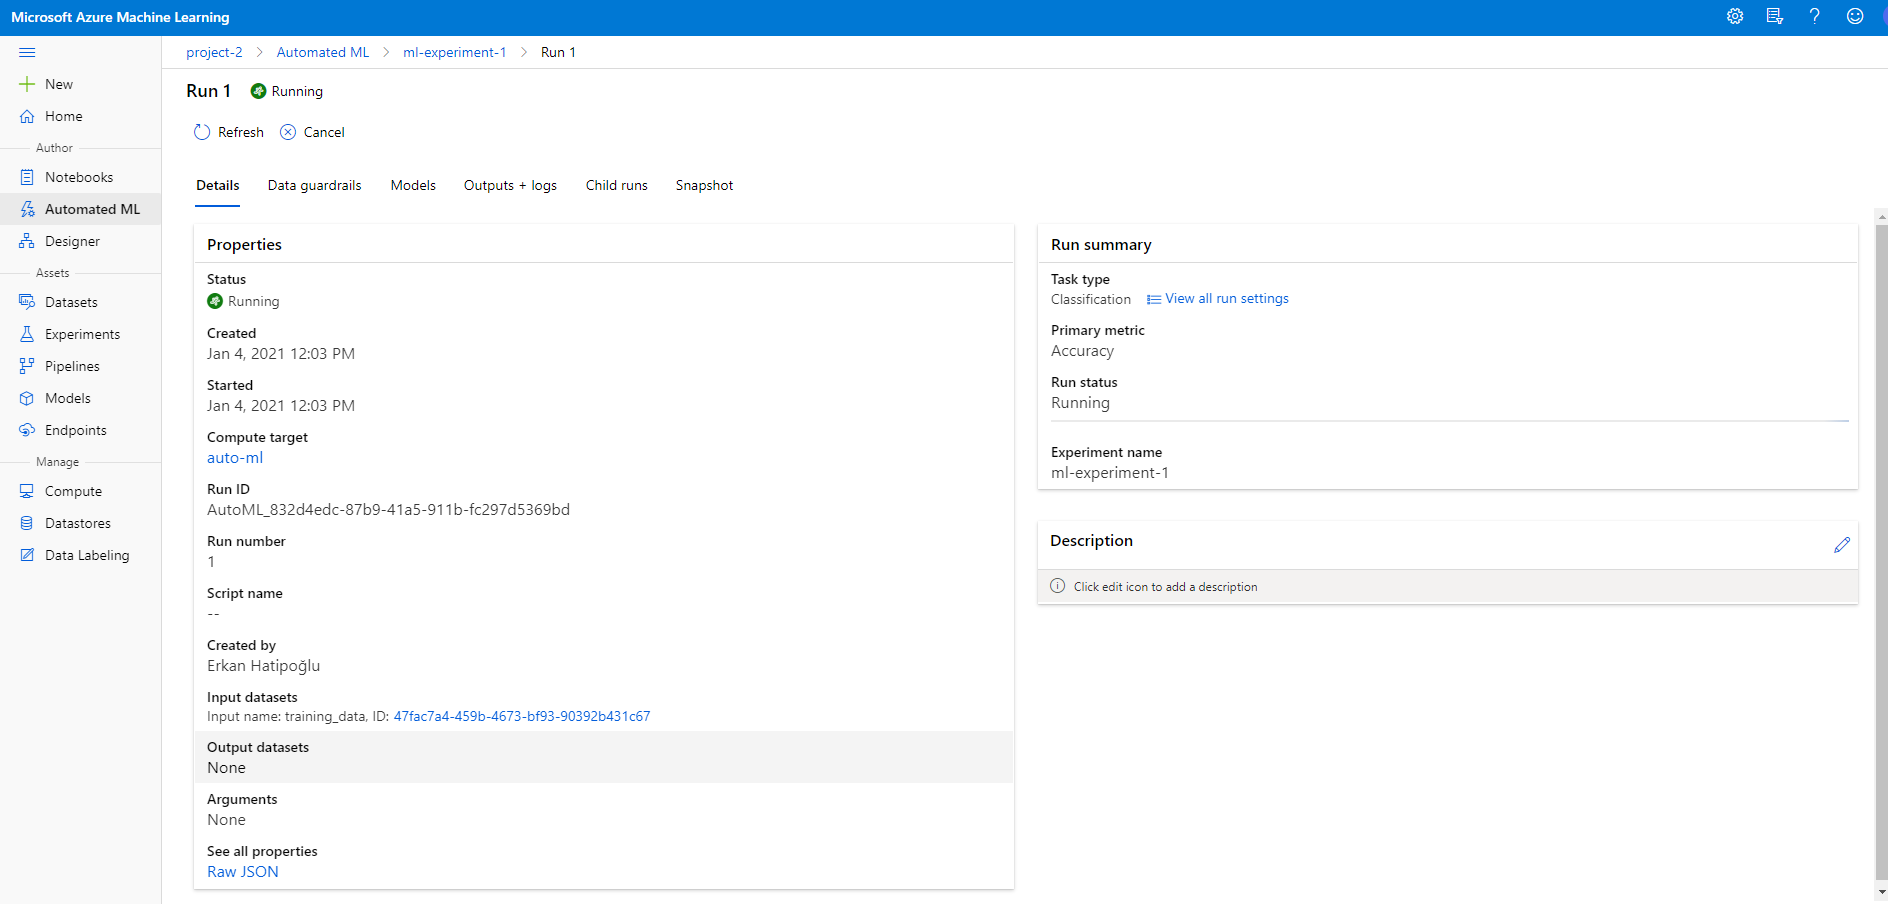 Microsoft Azure Machine Learning
project-2 > Automated ML > ml-experiment-1 > Run 1
New
Home
Author
Notebooks
Automated ML
Designer
Assets
Datasets
Experiments
Pipelines
Models
Endpoints
Manage
Compute
Datastores
Data Labeling
Run 1 Running
Refresh Cancel
Details Data guardrails Models Outputs + logs Child runs Snapshot
Properties
Status
Running
Created
Jan 4, 2021 12:03 PM
Started
Jan 4, 2021 12:03 PM
Compute target
auto-ml
Run ID
AutoML_832d4edc-87b9-41a5-911b-fc297d5369bd
Run number
1
Script name
--
Created by
Erkan Hatipoğlu
Input datasets
Input name: training_data, ID: 47fac7a4-459b-4673-bf93-90392b431c67
Output datasets
None
Arguments
None
See all properties
Raw JSON
Run summary
Task type
Classification View all run settings
Primary metric
Accuracy
Run status
Running
Experiment name
ml-experiment-1
Description
Click edit icon to add a description